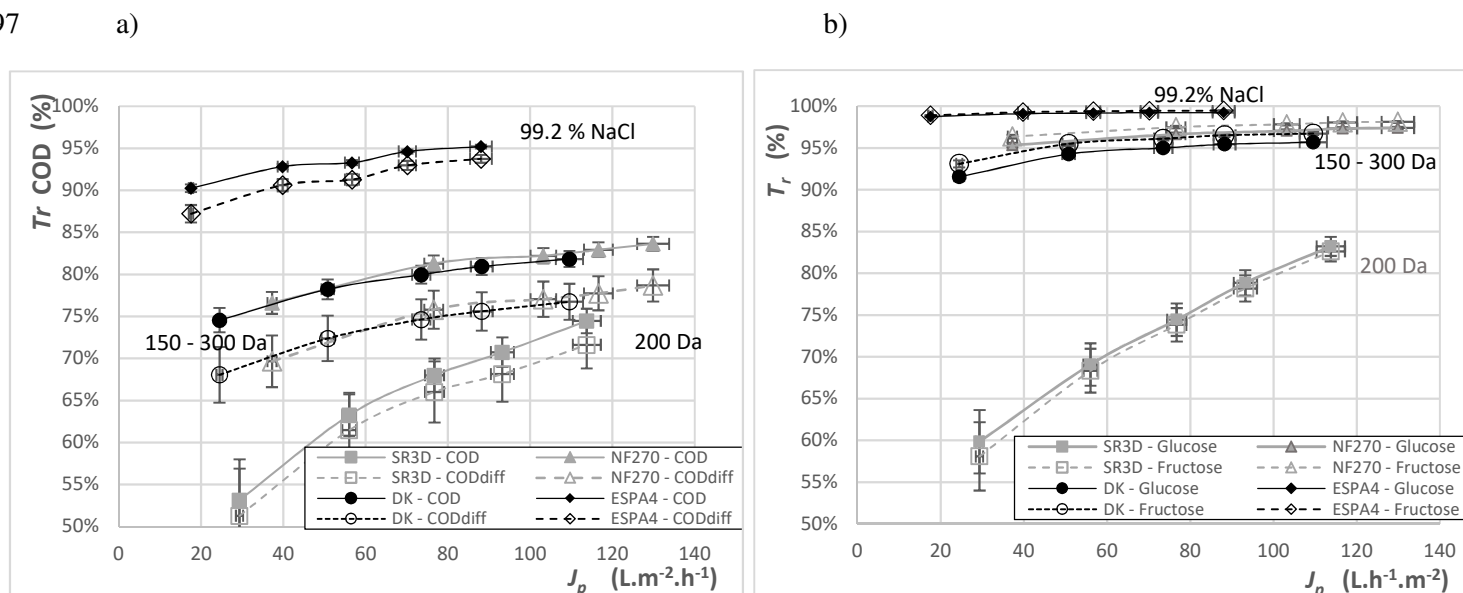 97
a)
b)
Tr COD (%)
100%
95%
90%
85%
80%
75%
70%
65%
60%
55%
50%
99.2 % NaCl
150 - 300 Da
200 Da
SR3D - COD
NF270 - COD
SR3D - CODdiff
NF270 - CODdiff
DK - COD
ESPA4 - COD
DK - CODdiff
ESPA4 - CODdiff
0 20 40 60 80 100 120 140
Jp (L.m-2.h-1)
Tr (%)
100%
95%
90%
85%
80%
75%
70%
65%
60%
55%
50%
99.2% NaCl
150 - 300 Da
200 Da
SR3D - Glucose
NF270 - Glucose
SR3D - Fructose
NF270 - Fructose
DK - Glucose
ESPA4 - Glucose
DK - Fructose
ESPA4 - Fructose
0 20 40 60 80 100 120 140
Jp (L.h-1.m-2)